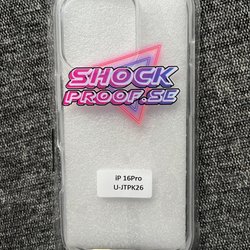 SHOCK
PROOF.SE
iP 16Pro
U-JTPK26